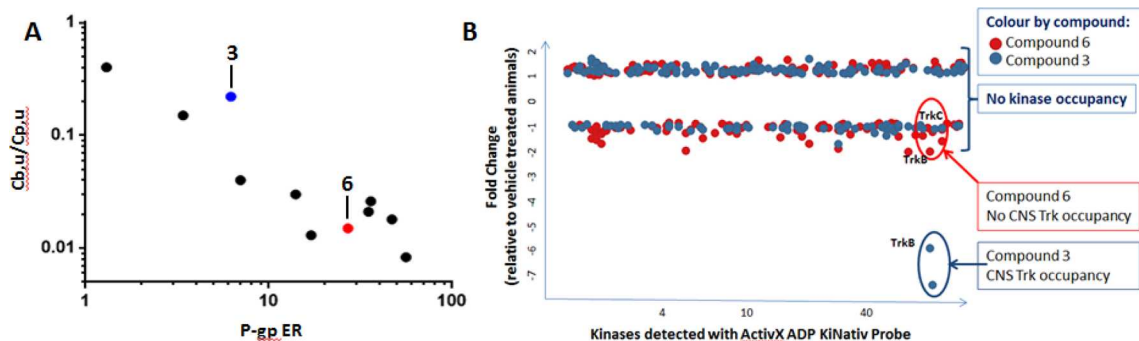 A
1
0.1
0.01
Cb,u/Cp,u
3
6
1
10
100
P-gp ER
B
2
1
0
-1
-2
-3
-4
-5
-6
-7
Fold Change
(relative to vehicle treated animals)
TrkC
TrkB
TrkB
4
10
40
Kinases detected with ActivX ADP KiNativ Probe
Colour by compound:
Compound 6
Compound 3
No kinase occupancy
Compound 6
No CNS Trk occupancy
Compound 3
CNS Trk occupancy